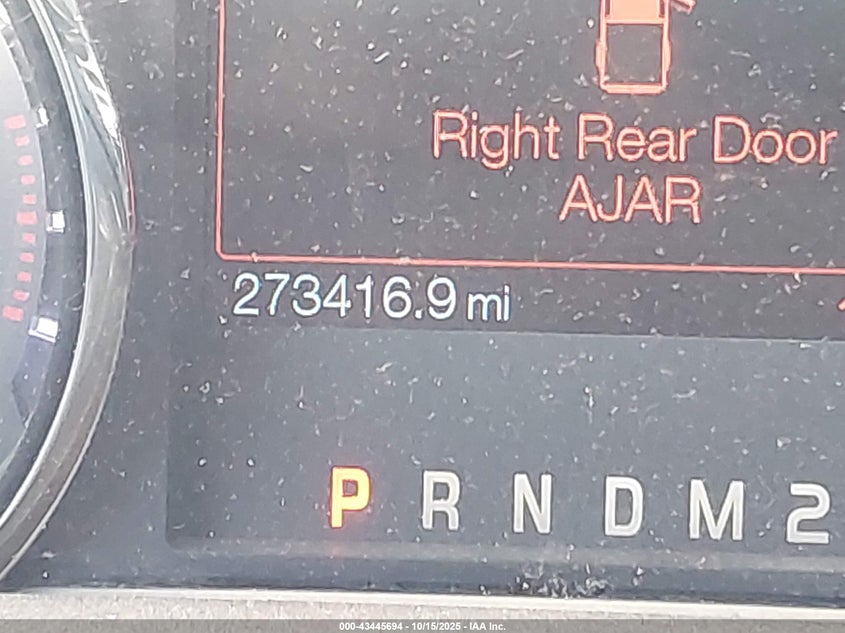 Right Rear Door
AJAR
273416.9 mi
P R N D M 2
000-43445694 - 10/15/2025 - IAA Inc.